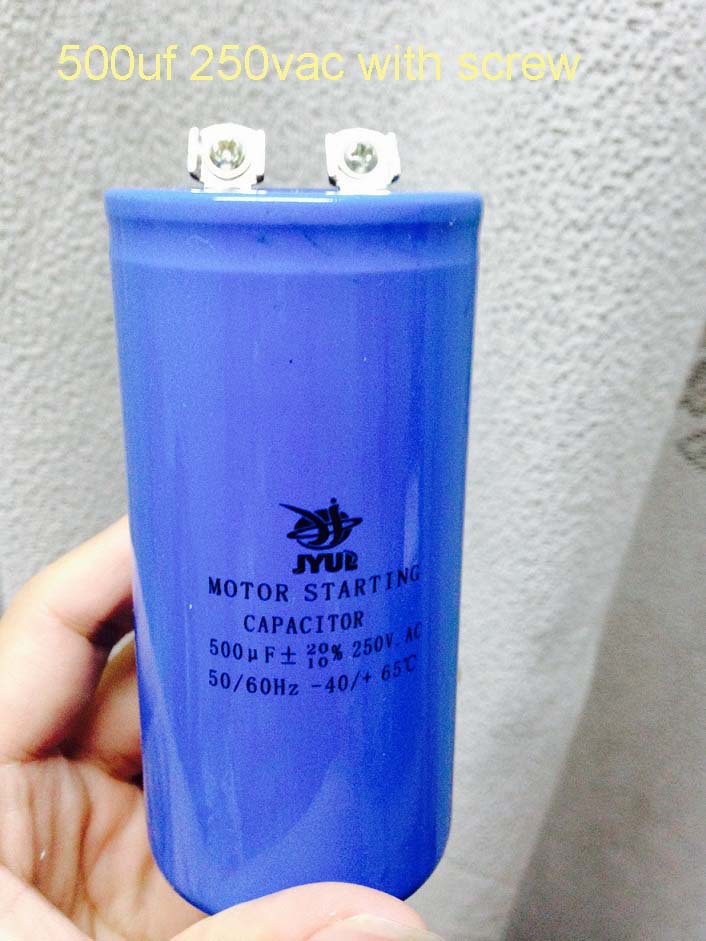 500uf 250vac with screw
JYUL
MOTOR STARTING
CAPACITOR
500µF± 20/10% 250V.AC
50/60Hz -40/+ 65℃